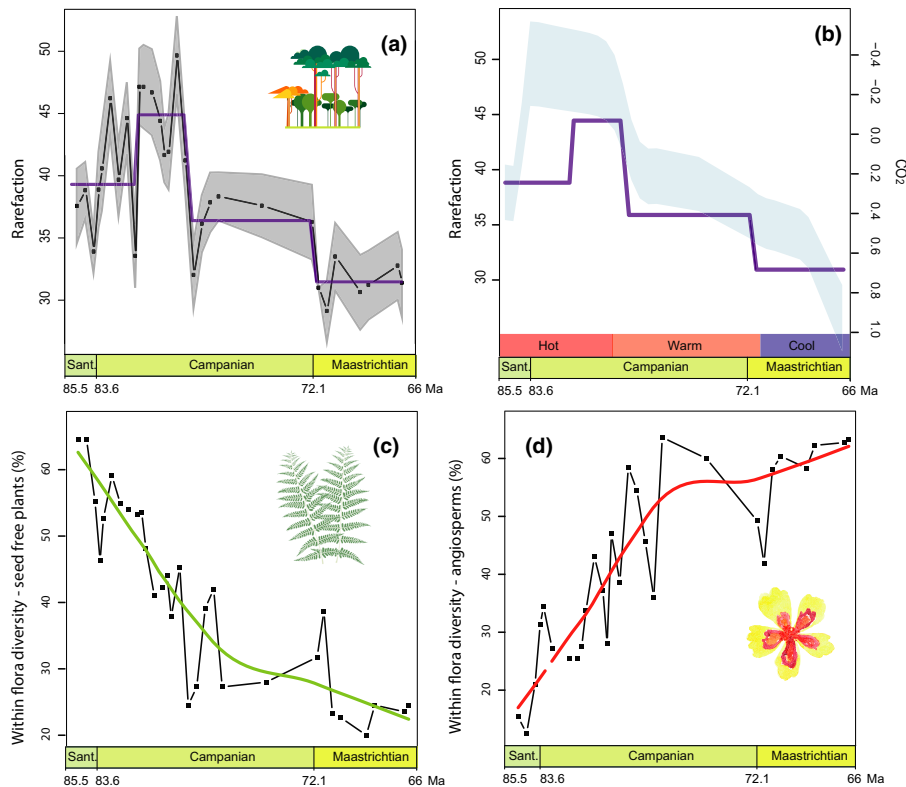 (a)
Rarefaction
50
45
40
35
30
Sant.
Campanian
Maastrichtian
85.5
83.6
72.1
66 Ma
(b)
Rarefaction
50
45
40
35
30
CO2
−0.4
−0.2
0.0
0.2
0.4
0.6
0.8
1.0
Hot
Warm
Cool
Sant.
Campanian
Maastrichtian
85.5
83.6
72.1
66 Ma
(c)
Within flora diversity - seed free plants (%)
60
50
40
30
20
Sant.
Campanian
Maastrichtian
85.5
83.6
72.1
66 Ma
(d)
Within flora diversity - angiosperms (%)
60
50
40
30
20
Sant.
Campanian
Maastrichtian
85.5
83.6
72.1
66 Ma